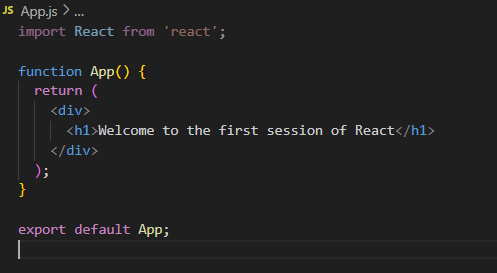 JS App.js > ...
import React from 'react';
function App() {
return (
<div>
<h1>Welcome to the first session of React</h1>
</div>
);
}
export default App;